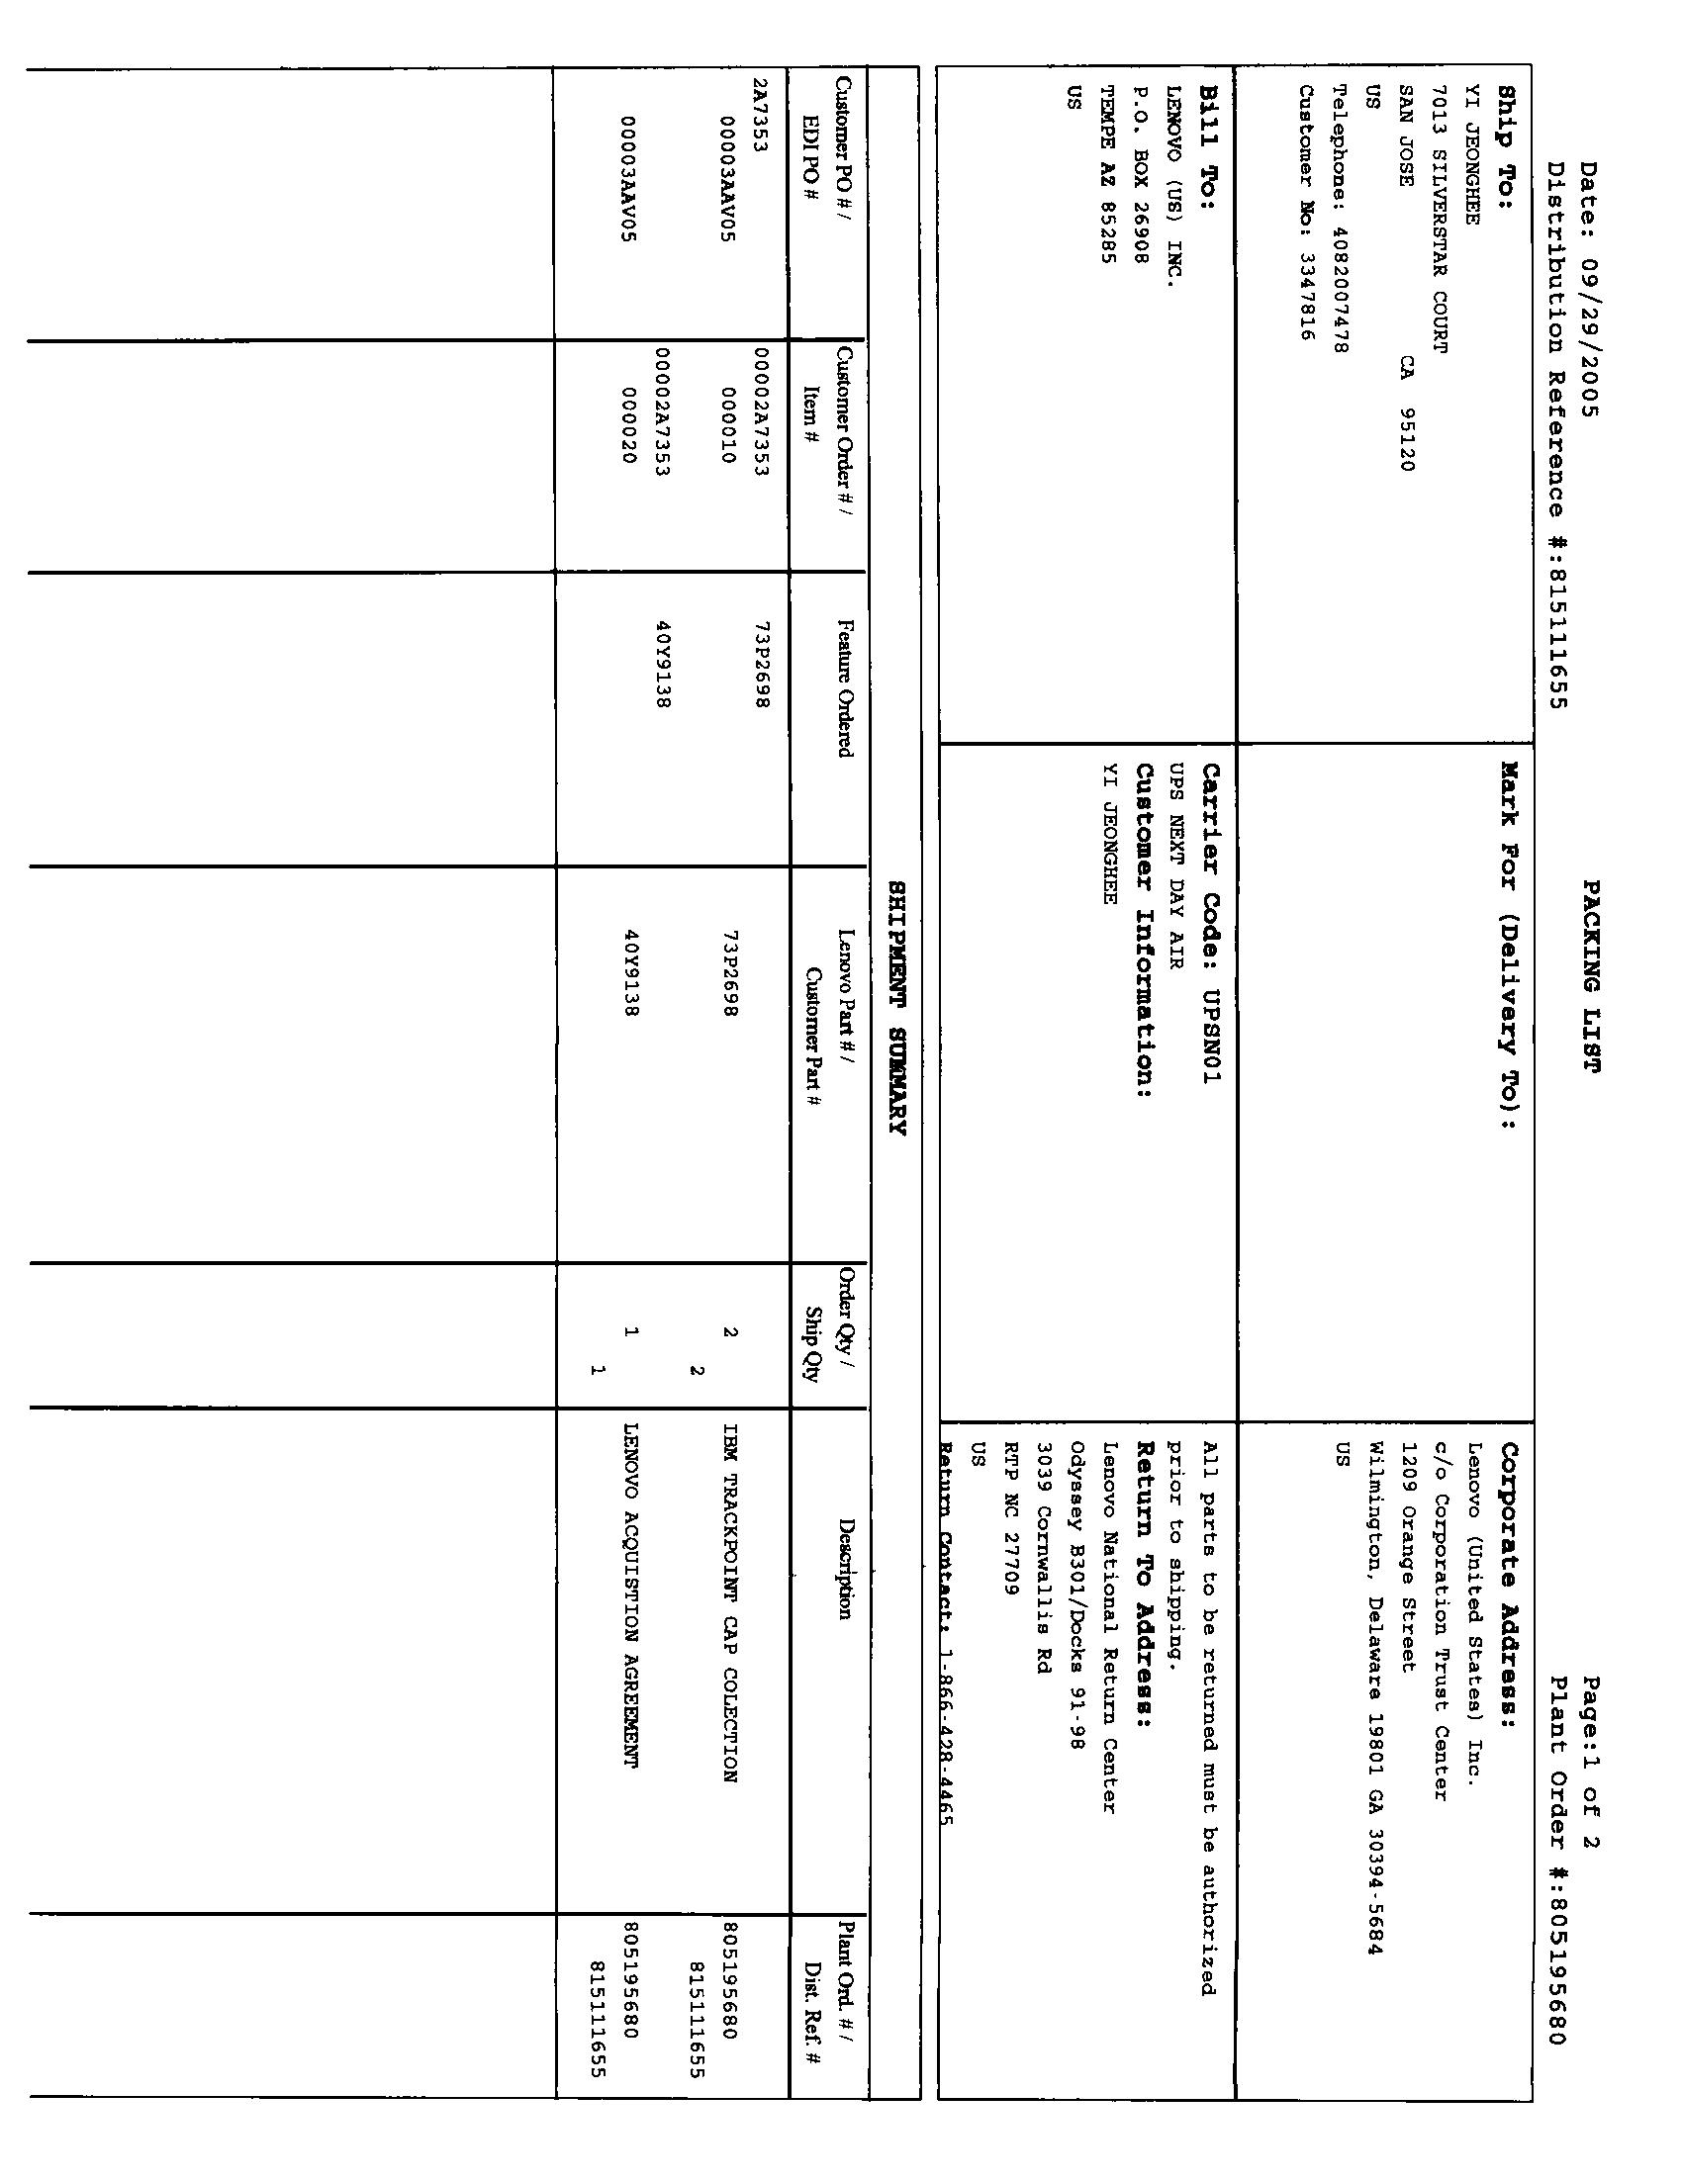 Date: 09/29/2005 PACKING LIST Page:1 of 2
Distribution Reference #:815111655 Plant Order #:805195680
Ship To:
YI JEONGHEE
7013 SILVERSTAR COURT
SAN JOSE CA 95120
US
Telephone: 4082007478
Customer No: 3347816
Mark For (Delivery To):
Corporate Address:
Lenovo (United States) Inc.
c/o Corporation Trust Center
1209 Orange Street
Wilmington, Delaware 19801 GA 30394-5684
US
Bill To:
LENOVO (US) INC.
P.O. BOX 26908
TEMPE AZ 85285
US
Carrier Code: UPSN01
UPS NEXT DAY AIR
Customer Information:
YI JEONGHEE
All parts to be returned must be authorized
prior to shipping.
Return To Address:
Lenovo National Return Center
Odyssey B301/Docks 91-98
3039 Cornwallis Rd
RTP NC 27709
US
Return Contact: 1-866-428-4465
SHIPMENT SUMMARY
Customer PO # / Customer Order # / Feature Ordered Lenovo Part # / Order Qty / Description Plant Ord. # /
EDI PO # Item # Customer Part # Ship Qty Dist. Ref. #
2A7353 00002A7353 73P2698
00003AAV05 000010 73P2698 2 IBM TRACKPOINT CAP COLECTION 805195680
2 815111655
00002A7353 40Y9138
00003AAV05 000020 40Y9138 1 LENOVO ACQUISTION AGREEMENT 805195680
1 815111655